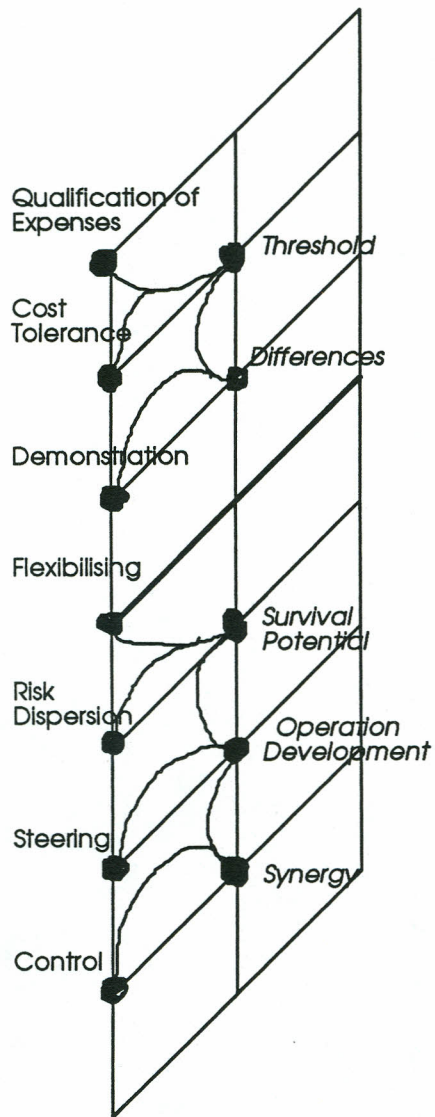 Qualification of
Expenses
Threshold
Cost
Tolerance
Differences
Demonstration
Flexibilising
Survival
Potential
Risk
Dispersion
Operation
Development
Steering
Synergy
Control